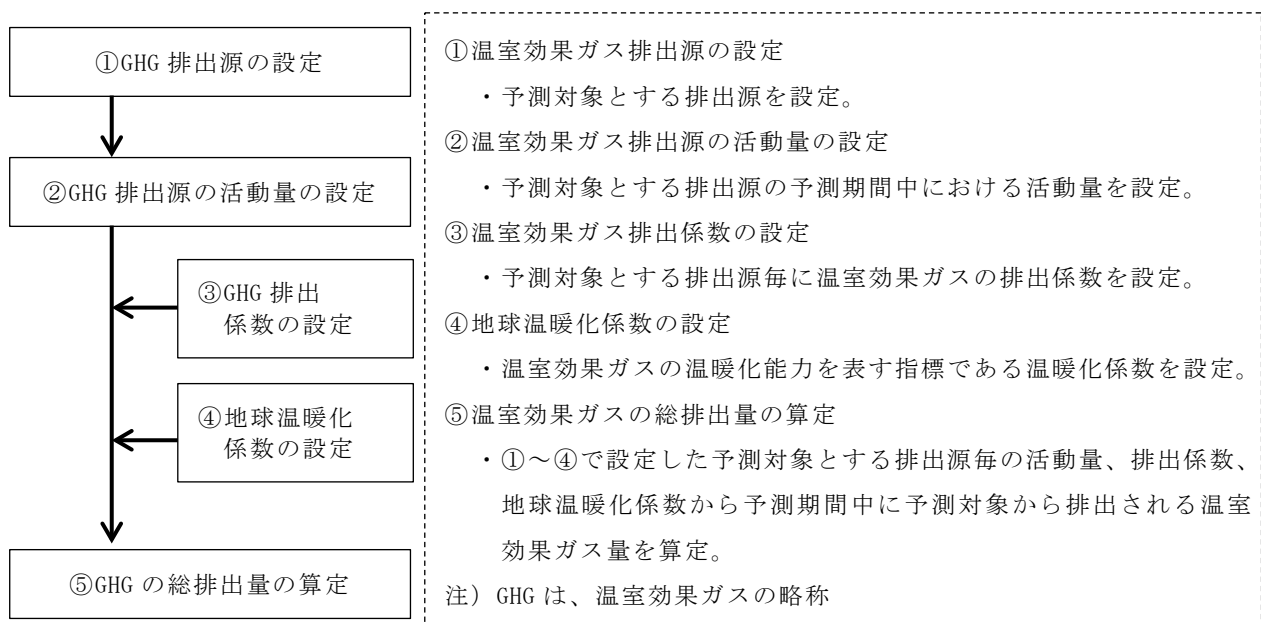 ①GHG 排出源の設定
②GHG 排出源の活動量の設定
③GHG 排出
係数の設定
④地球温暖化
係数の設定
⑤GHG の総排出量の算定
①温室効果ガス排出源の設定
・予測対象とする排出源を設定。
②温室効果ガス排出源の活動量の設定
・予測対象とする排出源の予測期間中における活動量を設定。
③温室効果ガス排出係数の設定
・予測対象とする排出源毎に温室効果ガスの排出係数を設定。
④地球温暖化係数の設定
・温室効果ガスの温暖化能力を表す指標である温暖化係数を設定。
⑤温室効果ガスの総排出量の算定
・①～④で設定した予測対象とする排出源毎の活動量、排出係数、
地球温暖化係数から予測期間中に予測対象から排出される温室
効果ガス量を算定。
注）GHG は、温室効果ガスの略称